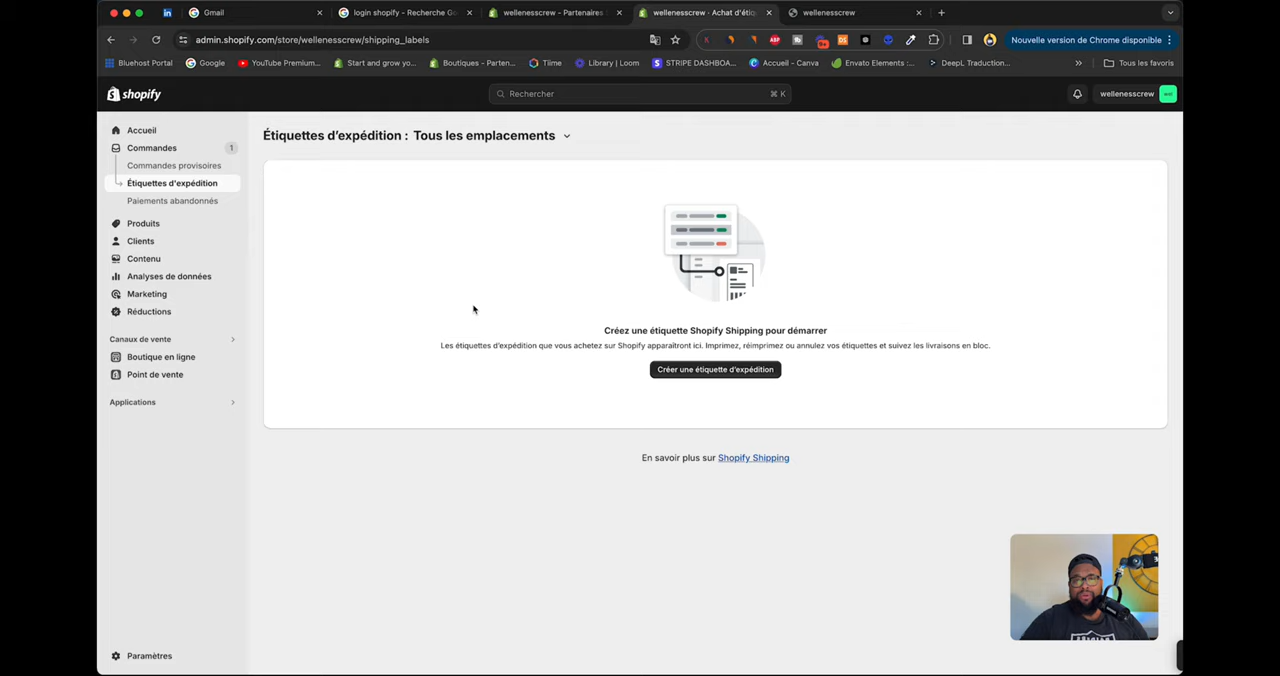 Gmail
login shopify - Recherche Go
wellenesscrew – Partenaires
wellenesscrew · Achat d'étiq
wellenesscrew
admin.shopify.com/store/wellenesscrew/shipping_labels
ABP
9+
DS
Nouvelle version de Chrome disponible
Bluehost Portal
Google
YouTube Premium...
Start and grow yo...
Boutiques - Parten...
Tiime
Library | Loom
STRIPE DASHBOA...
Accueil - Canva
Envato Elements :...
DeepL Traduction...
»
Tous les favoris
shopify
Rechercher
⌘ K
wellenesscrew
Accueil
Commandes
1
Commandes provisoires
Étiquettes d'expédition
Paiements abandonnés
Produits
Clients
Contenu
Analyses de données
Marketing
Réductions
Canaux de vente
Boutique en ligne
Point de vente
Applications
Paramètres
Étiquettes d'expédition : Tous les emplacements
Créez une étiquette Shopify Shipping pour démarrer
Les étiquettes d'expédition que vous achetez sur Shopify apparaîtront ici. Imprimez, réimprimez ou annulez vos étiquettes et suivez les livraisons en bloc.
Créer une étiquette d'expédition
En savoir plus sur Shopify Shipping